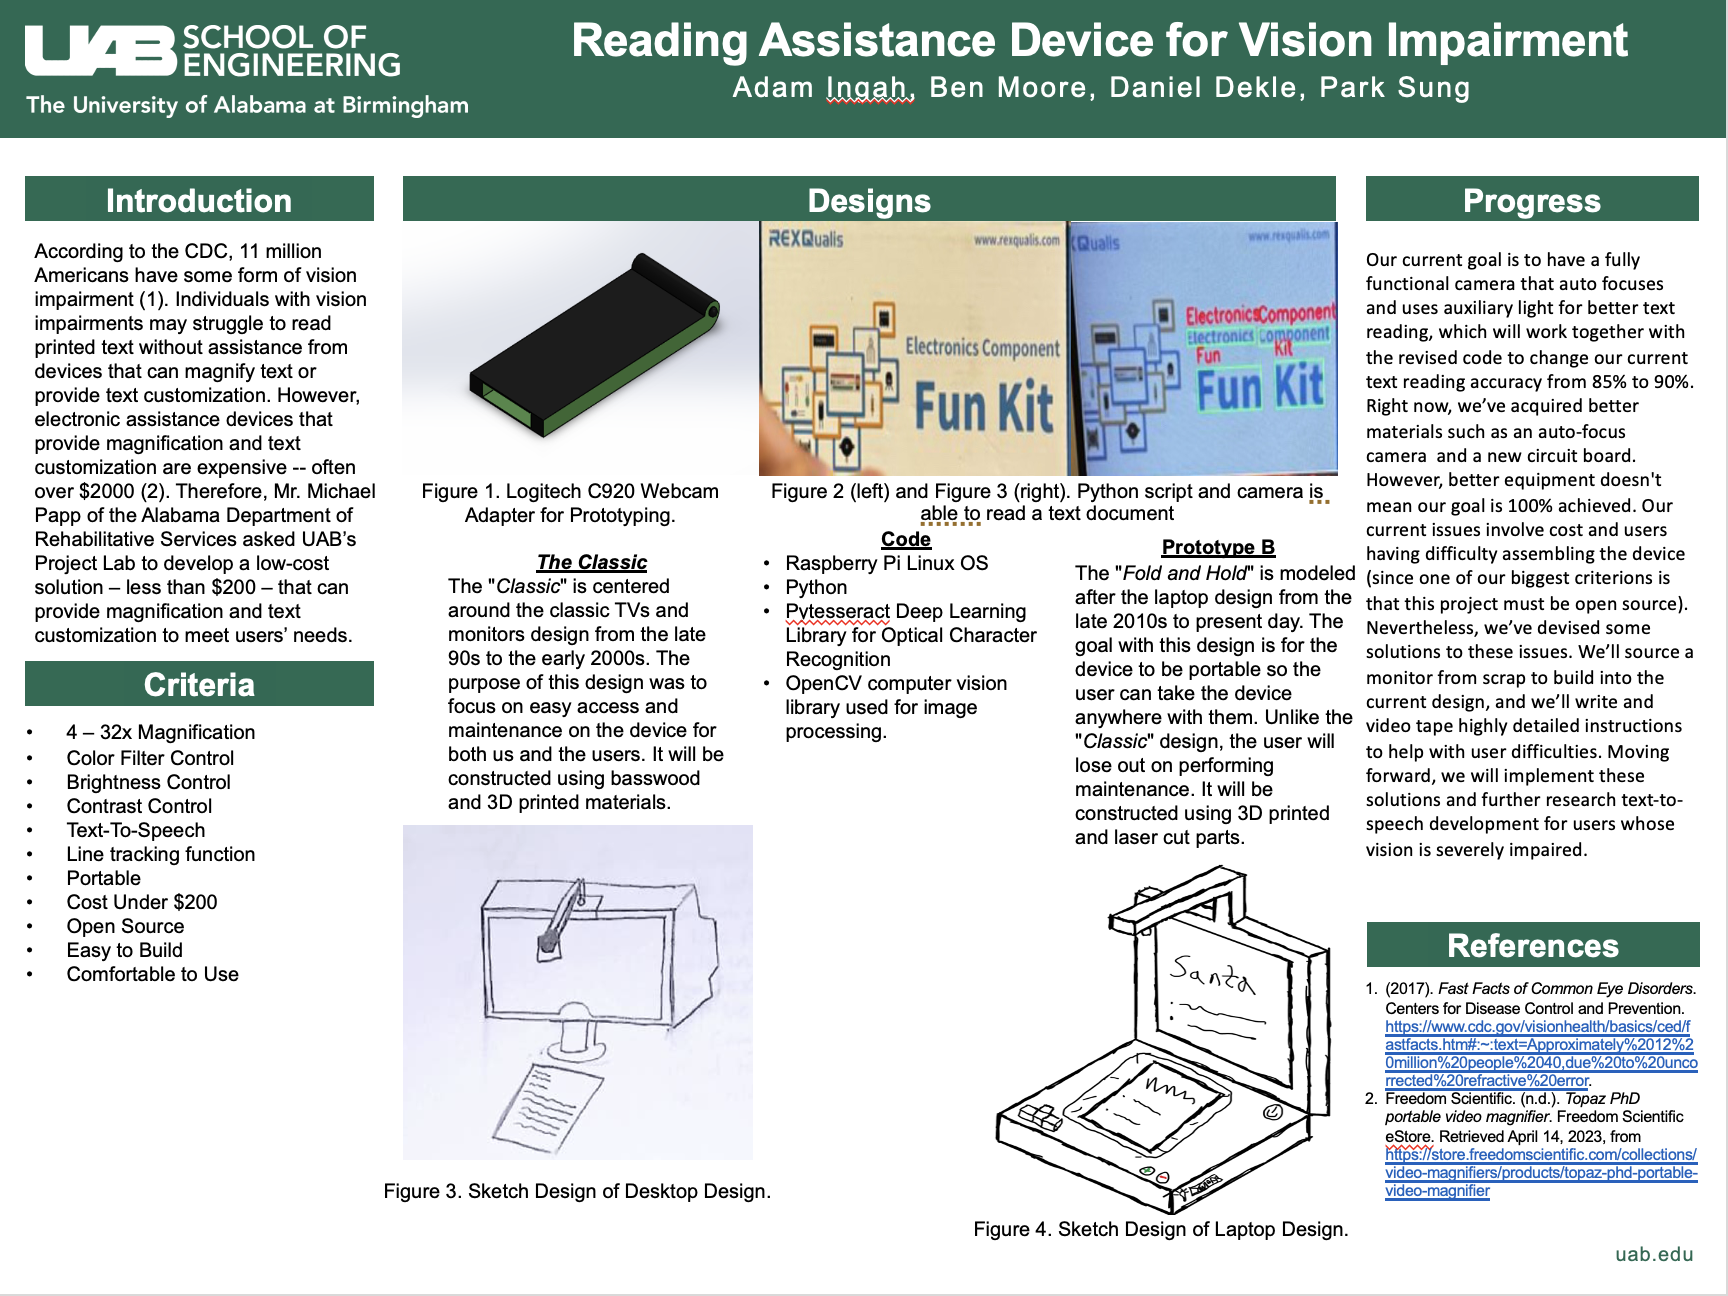 UAB SCHOOL OF
ENGINEERING
The University of Alabama at Birmingham
Reading Assistance Device for Vision Impairment
Adam Ingah, Ben Moore, Daniel Dekle, Park Sung
Introduction
According to the CDC, 11 million
Americans have some form of vision
impairment (1). Individuals with vision
impairments may struggle to read
printed text without assistance from
devices that can magnify text or
provide text customization. However,
electronic assistance devices that
provide magnification and text
customization are expensive -- often
over $2000 (2). Therefore, Mr. Michael
Papp of the Alabama Department of
Rehabilitative Services asked UAB's
Project Lab to develop a low-cost
solution – less than $200 – that can
provide magnification and text
customization to meet users' needs.
Criteria
• 4 – 32x Magnification
• Color Filter Control
• Brightness Control
• Contrast Control
• Text-To-Speech
• Line tracking function
• Portable
• Cost Under $200
• Open Source
• Easy to Build
• Comfortable to Use
Designs
REXQualis www.rexqualis.com
Electronics Component
Fun Kit
Qualis www.rexqualis.com
ElectronicsComponent
Electronics Component
Fun Kit
Fun Kit
Figure 1. Logitech C920 Webcam
Adapter for Prototyping.
Figure 2 (left) and Figure 3 (right). Python script and camera is
able to read a text document
The Classic
The "Classic" is centered
around the classic TVs and
monitors design from the late
90s to the early 2000s. The
purpose of this design was to
focus on easy access and
maintenance on the device for
both us and the users. It will be
constructed using basswood
and 3D printed materials.
Figure 3. Sketch Design of Desktop Design.
Code
• Raspberry Pi Linux OS
• Python
• Pytesseract Deep Learning
Library for Optical Character
Recognition
• OpenCV computer vision
library used for image
processing.
Prototype B
The "Fold and Hold" is modeled
after the laptop design from the
late 2010s to present day. The
goal with this design is for the
device to be portable so the
user can take the device
anywhere with them. Unlike the
"Classic" design, the user will
lose out on performing
maintenance. It will be
constructed using 3D printed
and laser cut parts.
Santa
Figure 4. Sketch Design of Laptop Design.
Progress
Our current goal is to have a fully
functional camera that auto focuses
and uses auxiliary light for better text
reading, which will work together with
the revised code to change our current
text reading accuracy from 85% to 90%.
Right now, we've acquired better
materials such as an auto-focus
camera and a new circuit board.
However, better equipment doesn't
mean our goal is 100% achieved. Our
current issues involve cost and users
having difficulty assembling the device
(since one of our biggest criterions is
that this project must be open source).
Nevertheless, we've devised some
solutions to these issues. We'll source a
monitor from scrap to build into the
current design, and we'll write and
video tape highly detailed instructions
to help with user difficulties. Moving
forward, we will implement these
solutions and further research text-to-
speech development for users whose
vision is severely impaired.
References
1. (2017). Fast Facts of Common Eye Disorders.
Centers for Disease Control and Prevention.
https://www.cdc.gov/visionhealth/basics/ced/f
astfacts.htm#:~:text=Approximately%2012%2
0million%20people%2040,due%20to%20unco
rrected%20refractive%20error.
2. Freedom Scientific. (n.d.). Topaz PhD
portable video magnifier. Freedom Scientific
eStore. Retrieved April 14, 2023, from
https://store.freedomscientific.com/collections/
video-magnifiers/products/topaz-phd-portable-
video-magnifier
uab.edu